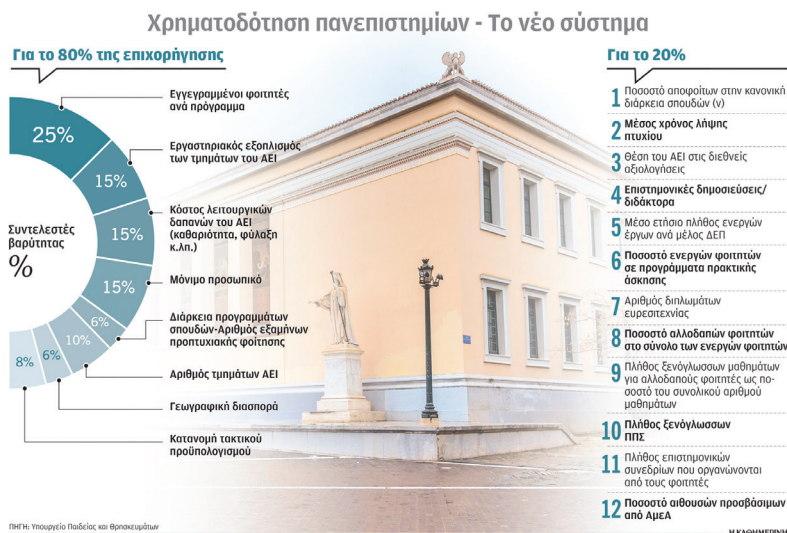 Χρηματοδότηση πανεπιστημίων - Το νέο σύστημα
Για το 80% της επιχορήγησης
25%
15%
15%
15%
6%
10%
6%
8%
Συντελεστές
βαρύτητας
%
Εγγεγραμμένοι φοιτητές
ανά πρόγραμμα
Εργαστηριακός εξοπλισμός
των τμημάτων του ΑΕΙ
Κόστος λειτουργικών
δαπανών του ΑΕΙ
(καθαριότητα, φύλαξη
κ.λπ.)
Μόνιμο προσωπικό
Διάρκεια προγραμμάτων
σπουδών-Αριθμός εξαμήνων
προπτυχιακής φοίτησης
Αριθμός τμημάτων ΑΕΙ
Γεωγραφική διασπορά
Κατανομή τακτικού
προϋπολογισμού
Για το 20%
1 Ποσοστό αποφοίτων στην κανονική
διάρκεια σπουδών (ν)
2 Μέσος χρόνος λήψης
πτυχίου
3 Θέση του ΑΕΙ στις διεθνείς
αξιολογήσεις
4 Επιστημονικές δημοσιεύσεις/
διδάκτορα
5 Μέσο ετήσιο πλήθος ενεργών
έργων ανά μέλος ΔΕΠ
6 Ποσοστό ενεργών φοιτητών
σε προγράμματα πρακτικής
άσκησης
7 Αριθμός διπλωμάτων
ευρεσιτεχνίας
8 Ποσοστό αλλοδαπών φοιτητών
στο σύνολο των ενεργών φοιτητών
9 Πλήθος ξενόγλωσσων μαθημάτων
για αλλοδαπούς φοιτητές ως πο-
σοστό του συνολικού αριθμού
μαθημάτων
10 Πλήθος ξενόγλωσσων
ΠΠΣ
11 Πλήθος επιστημονικών
συνεδρίων που οργανώνονται
από τους φοιτητές
12 Ποσοστό αιθουσών προσβάσιμων
από ΑμεΑ
ΠΗΓΗ: Υπουργείο Παιδείας και Θρησκευμάτων
Η ΚΑΘΗΜΕΡΙΝΗ